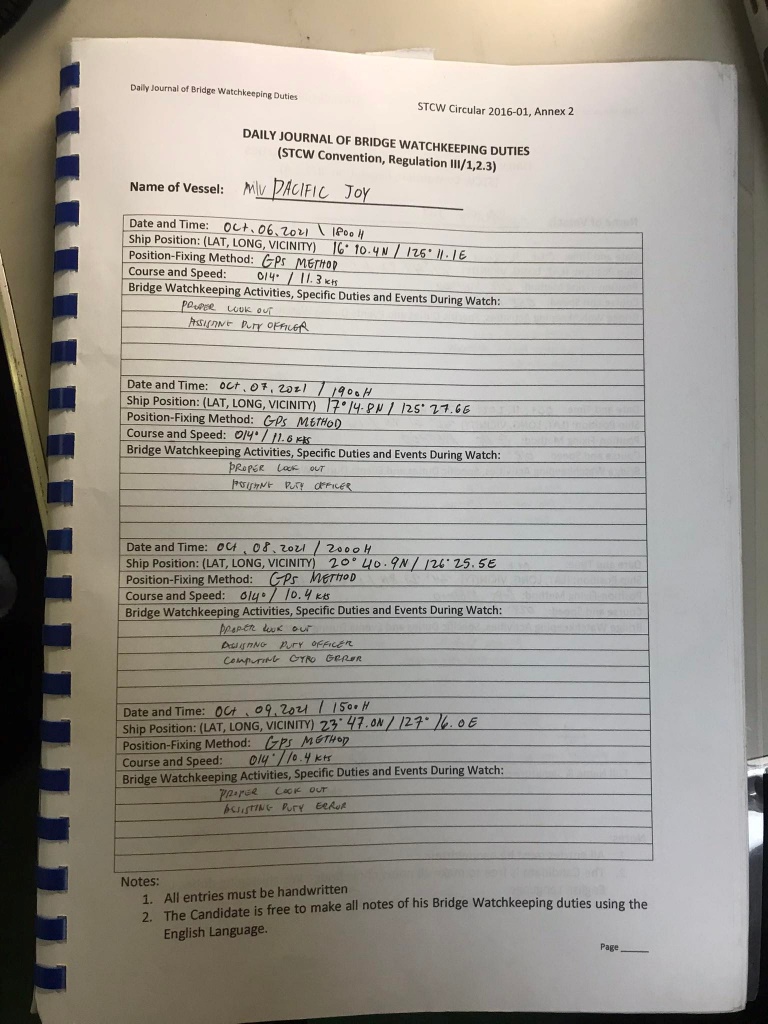 Daily Journal of Bridge Watchkeeping Duties
STCW Circular 2016-01, Annex 2
DAILY JOURNAL OF BRIDGE WATCHKEEPING DUTIES
(STCW Convention, Regulation III/1,2.3)
Name of Vessel: M/V PACIFIC JOY
Date and Time: OCT. 06, 2021 \ 1800 H
Ship Position: (LAT, LONG, VICINITY) 16° 10.4N / 125° 11.1E
Position-Fixing Method: GPS METHOD
Course and Speed: 014° / 11.3 kts
Bridge Watchkeeping Activities, Specific Duties and Events During Watch:
PROPER LOOK OUT
ASSISTING DUTY OFFICER
Date and Time: OCT. 07, 2021 / 1900 H
Ship Position: (LAT, LONG, VICINITY) 17° 14.8N / 125° 27.6E
Position-Fixing Method: GPS METHOD
Course and Speed: 014° / 11.0 kts
Bridge Watchkeeping Activities, Specific Duties and Events During Watch:
PROPER LOOK OUT
ASSISTING DUTY OFFICER
Date and Time: OCT. 08, 2021 / 2000 H
Ship Position: (LAT, LONG, VICINITY) 20° 40.9N / 126° 25.5E
Position-Fixing Method: GPS METHOD
Course and Speed: 014° / 10.4 kts
Bridge Watchkeeping Activities, Specific Duties and Events During Watch:
PROPER LOOK OUT
ASSISTING DUTY OFFICER
COMPUTING GYRO ERROR
Date and Time: OCT. 09, 2021 / 1500 H
Ship Position: (LAT, LONG, VICINITY) 23° 47.0N / 127° 16.0E
Position-Fixing Method: GPS METHOD
Course and Speed: 014° / 10.4 kts
Bridge Watchkeeping Activities, Specific Duties and Events During Watch:
PROPER LOOK OUT
ASSISTING DUTY ERROR
Notes:
1. All entries must be handwritten
2. The Candidate is free to make all notes of his Bridge Watchkeeping duties using the
English Language.
Page